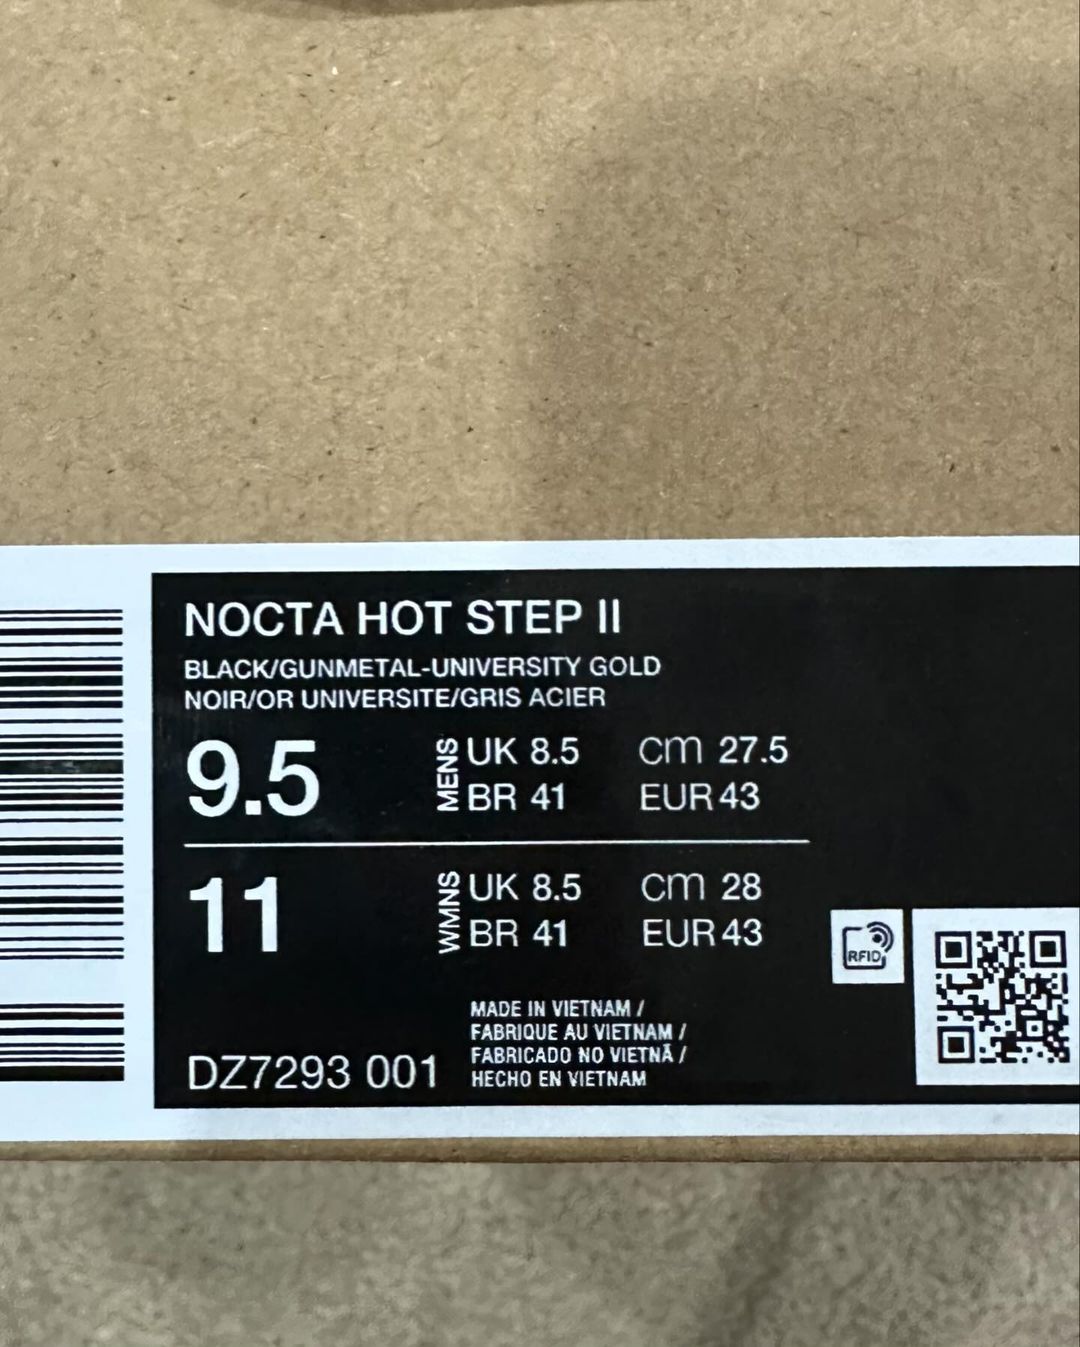 NOCTA HOT STEP II
BLACK/GUNMETAL-UNIVERSITY GOLD
NOIR/OR UNIVERSITE/GRIS ACIER
9.5 MENS UK 8.5 cm 27.5
BR 41 EUR 43
11 WMNS UK 8.5 cm 28
BR 41 EUR 43
RFID
MADE IN VIETNAM /
FABRIQUE AU VIETNAM /
FABRICADO NO VIETNÃ /
HECHO EN VIETNAM
DZ7293 001